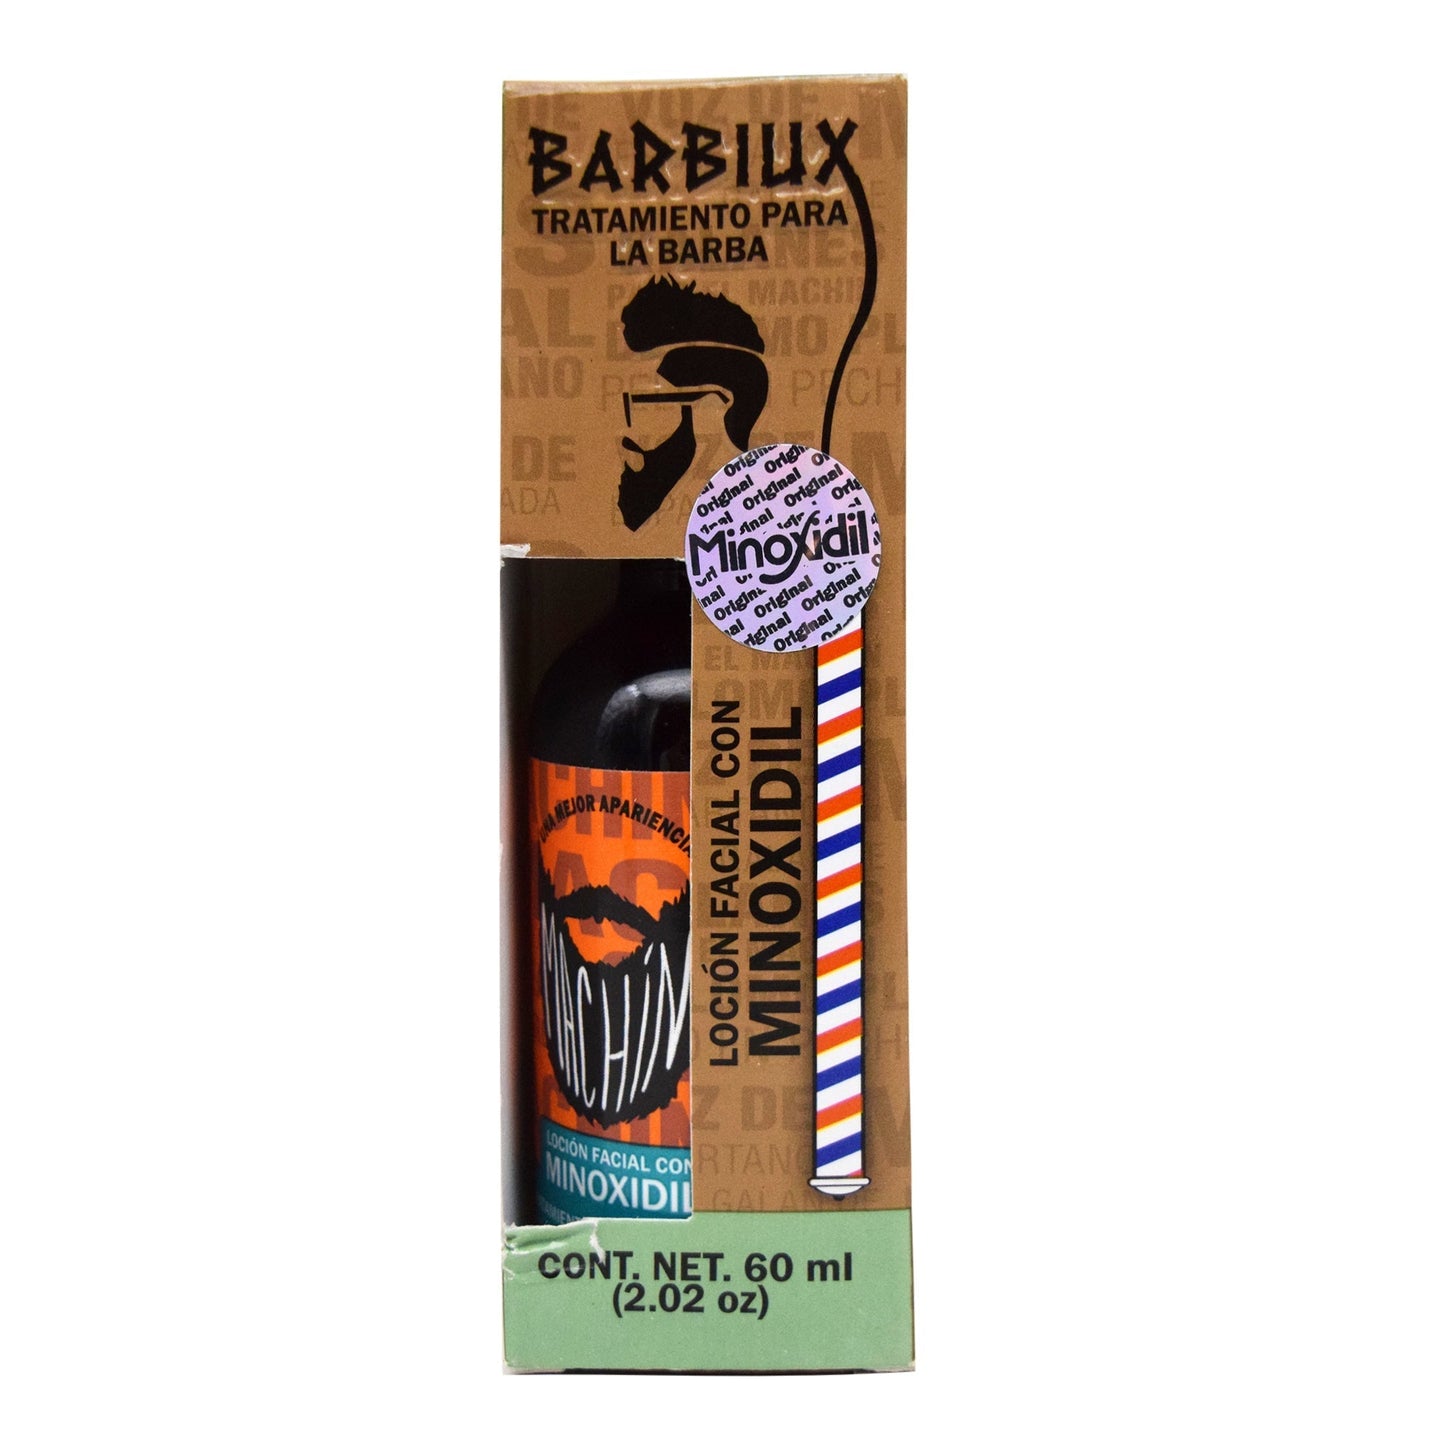 BARBIUX
TRATAMIENTO PARA
LA BARBA
Original
Minoxidil
Original
LOCIÓN FACIAL CON
MINOXIDIL
UNA MEJOR APARIENCIA
MACHÍN
LOCIÓN FACIAL CON
MINOXIDIL
CONT. NET. 60 ml
(2.02 oz)